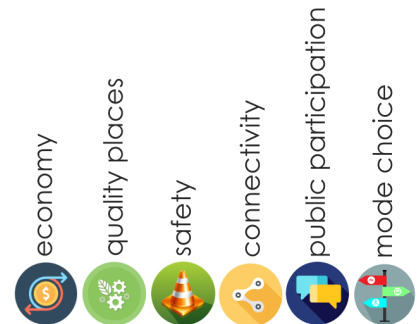 economy
quality places
safety
connectivity
public participation
mode choice
$